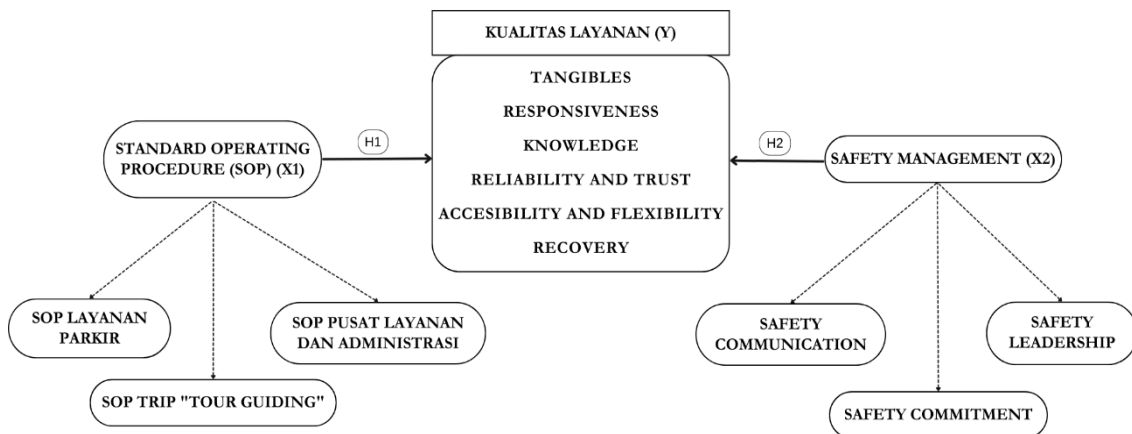 KUALITAS LAYANAN (Y)
TANGIBLES
RESPONSIVENESS
KNOWLEDGE
RELIABILITY AND TRUST
ACCESIBILITY AND FLEXIBILITY
RECOVERY
H1
H2
STANDARD OPERATING
PROCEDURE (SOP) (X1)
SAFETY MANAGEMENT (X2)
SOP LAYANAN
PARKIR
SOP PUSAT LAYANAN
DAN ADMINISTRASI
SOP TRIP "TOUR GUIDING"
SAFETY
COMMUNICATION
SAFETY
LEADERSHIP
SAFETY COMMITMENT